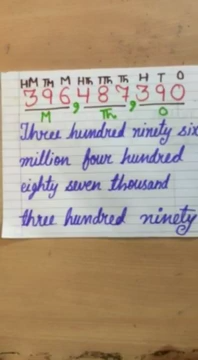 HM TM M HTh TTh Th H T O
396,487,390
M Th O
Three hundred ninety six
million four hundred
eighty seven thousand
three hundred ninety